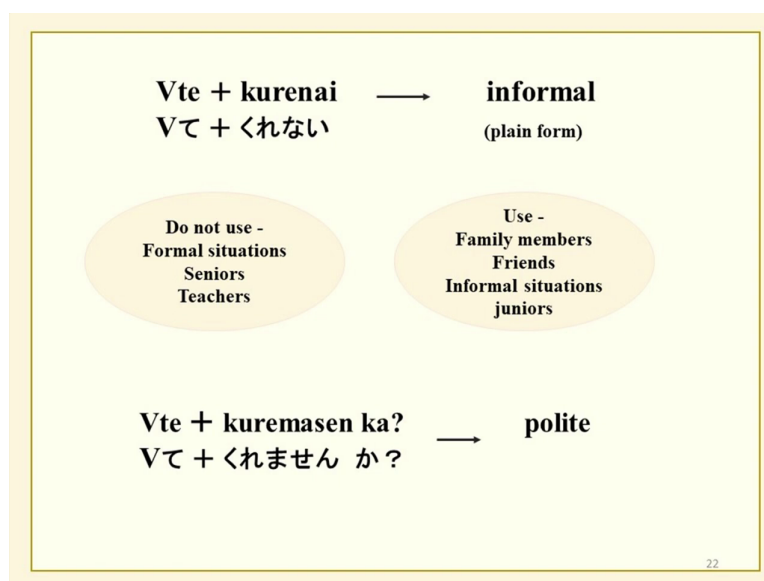 Vte + kurenai
informal
Vて + くれない
(plain form)
Do not use -
Formal situations
Seniors
Teachers
Use -
Family members
Friends
Informal situations
juniors
Vte + kuremasen ka?
polite
Vて + くれません か？
22